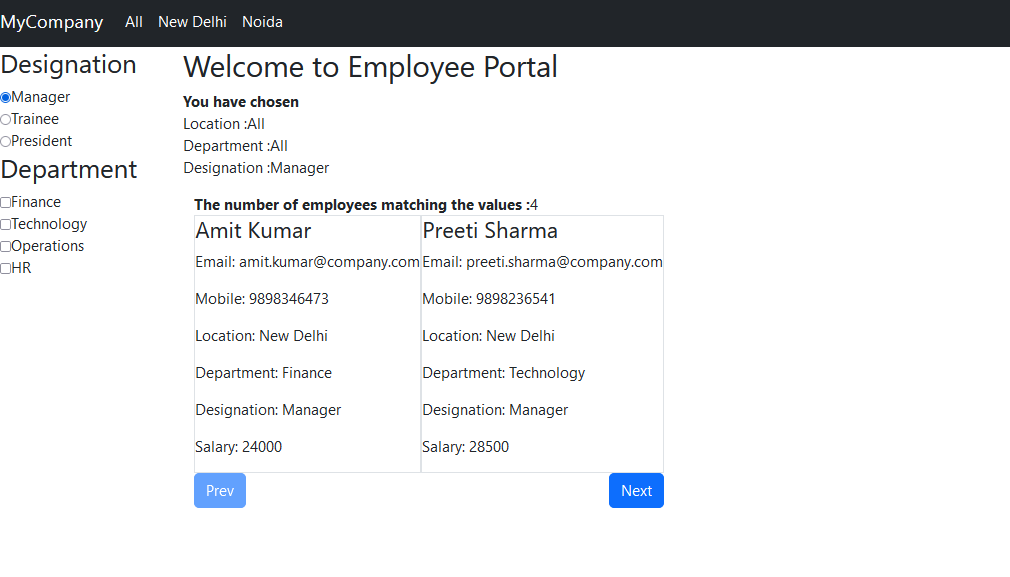 MyCompany All New Delhi Noida
Designation
Manager
Trainee
President
Department
Finance
Technology
Operations
HR
Welcome to Employee Portal
You have chosen
Location :All
Department :All
Designation :Manager
The number of employees matching the values :4
Amit Kumar
Email: amit.kumar@company.com
Mobile: 9898346473
Location: New Delhi
Department: Finance
Designation: Manager
Salary: 24000
Preeti Sharma
Email: preeti.sharma@company.com
Mobile: 9898236541
Location: New Delhi
Department: Technology
Designation: Manager
Salary: 28500
Prev
Next